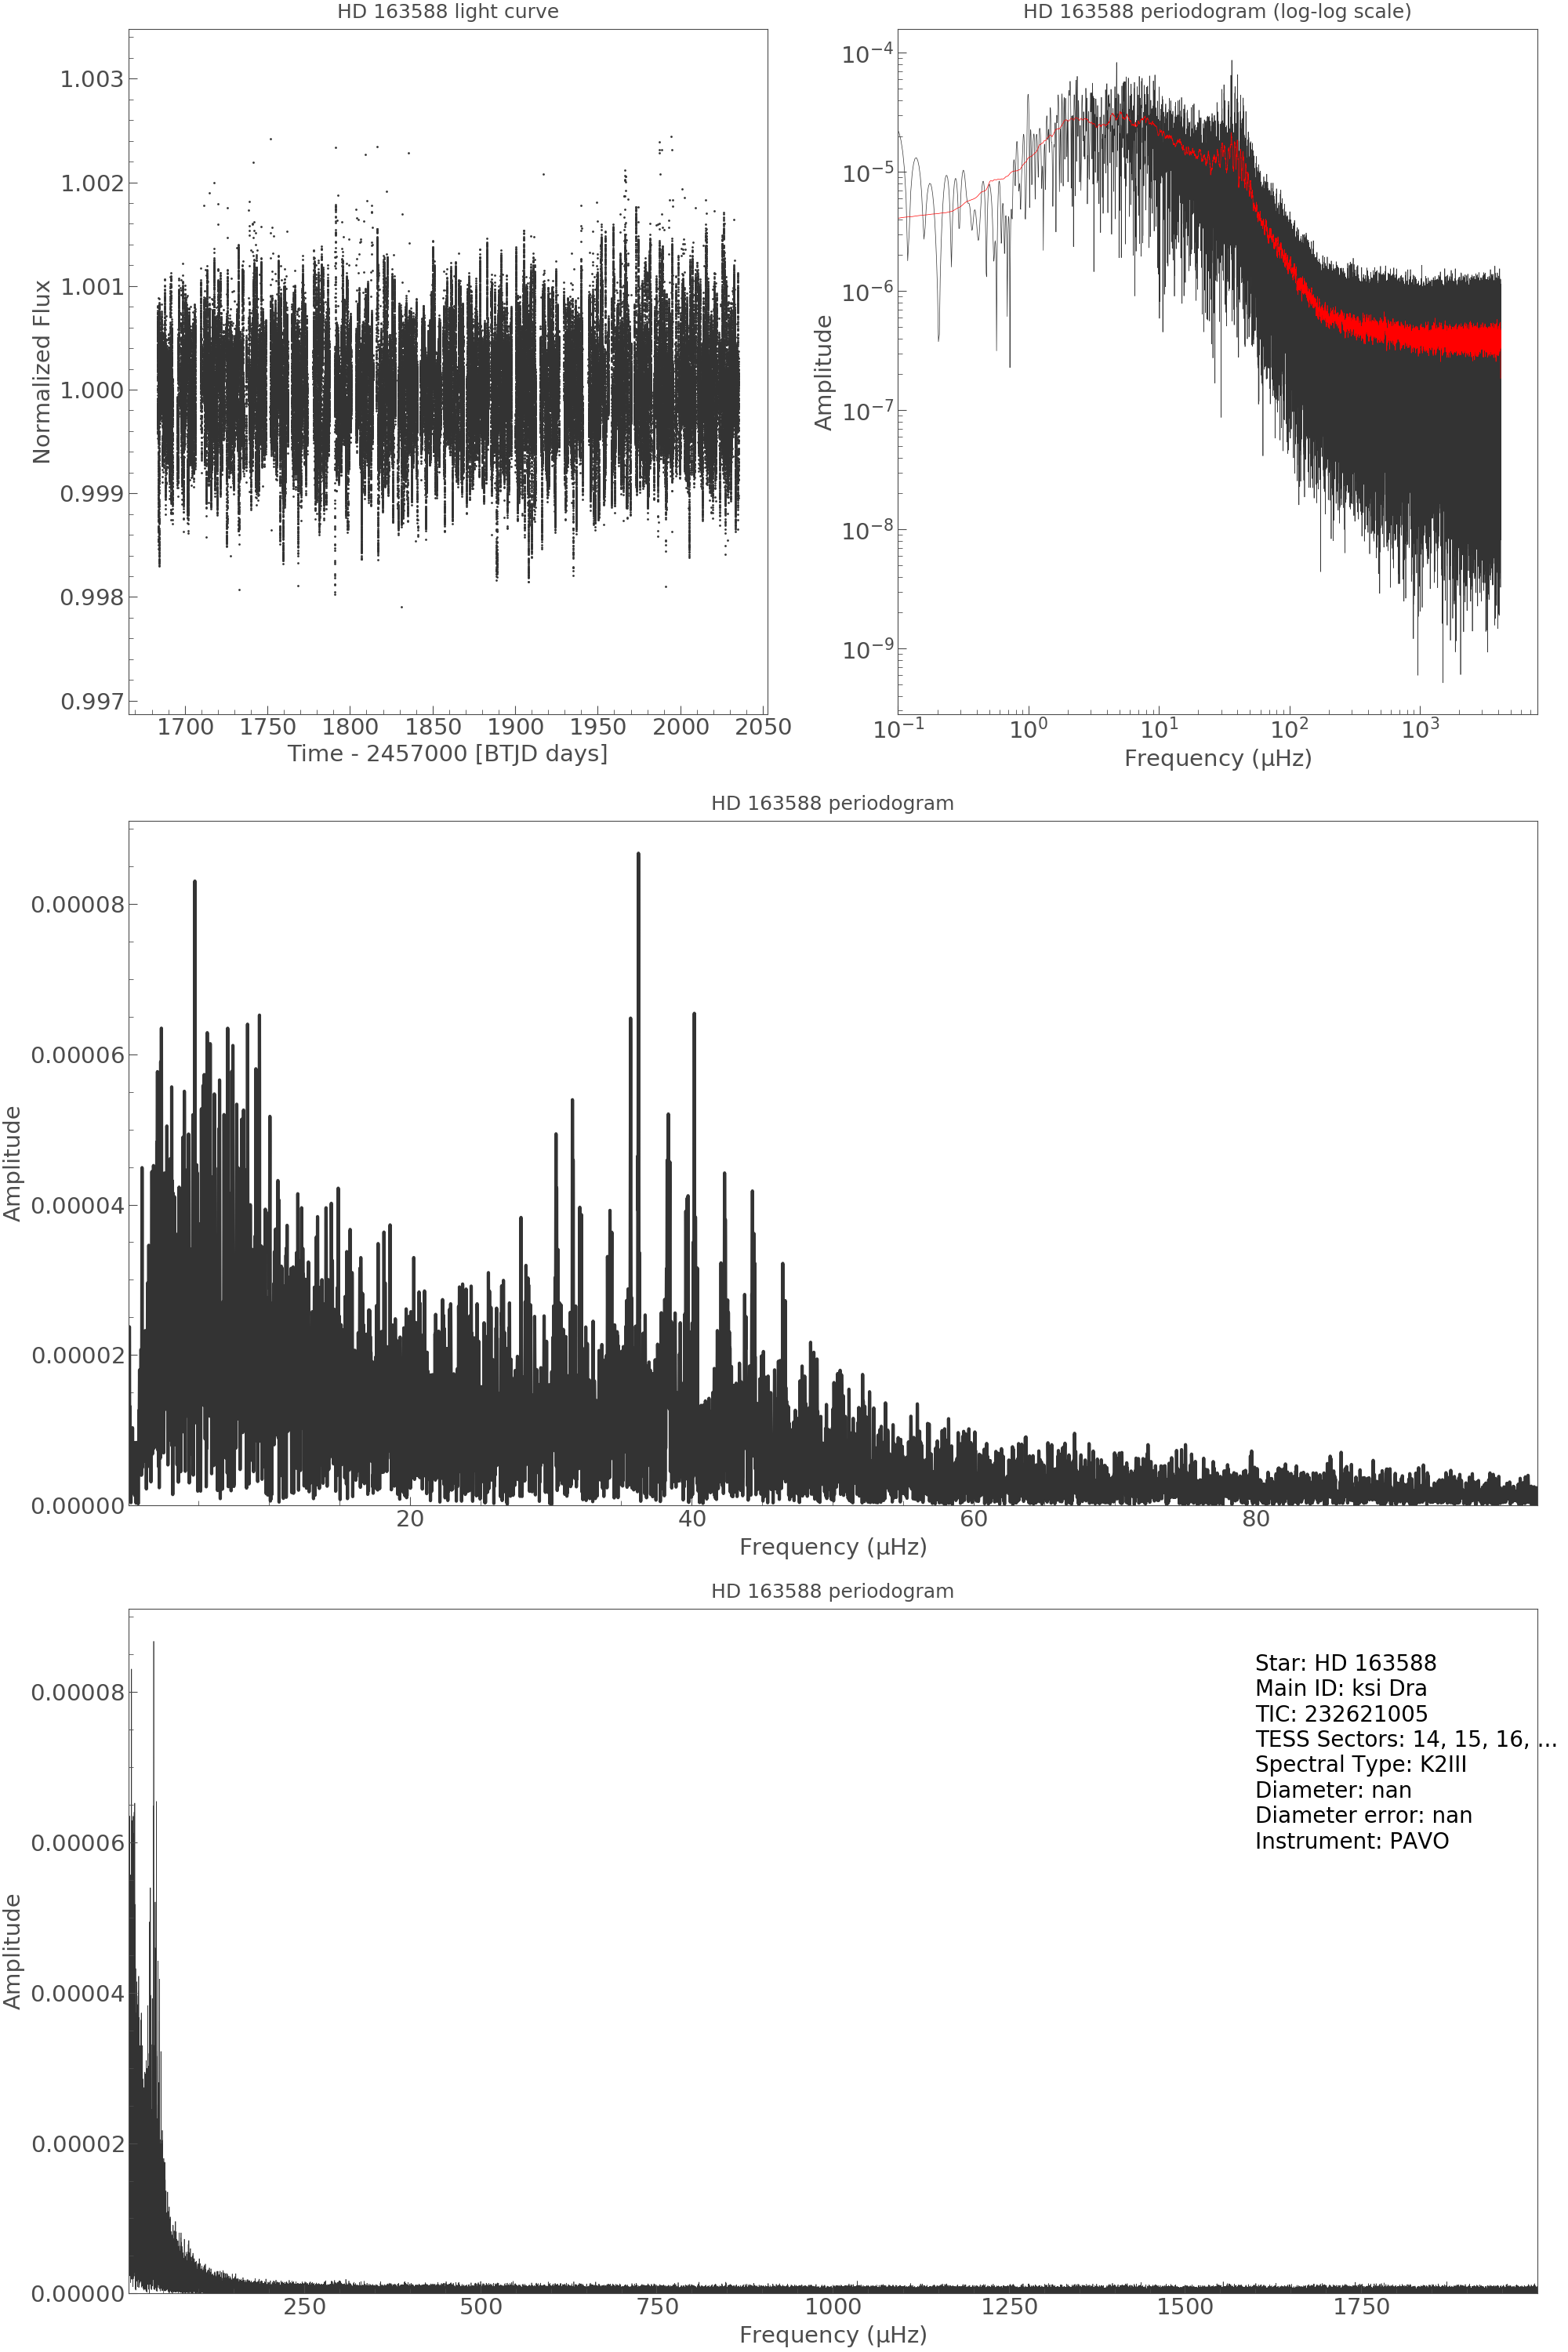 HD 163588 light curve
1.003
1.002
1.001
1.000
0.999
0.998
0.997
Normalized Flux
1700 1750 1800 1850 1900 1950 2000 2050
Time - 2457000 [BTJD days]
HD 163588 periodogram (log-log scale)
10⁻⁴
10⁻⁵
10⁻⁶
10⁻⁷
10⁻⁸
10⁻⁹
Amplitude
10⁻¹ 10⁰ 10¹ 10² 10³
Frequency (μHz)
HD 163588 periodogram
0.00008
0.00006
0.00004
0.00002
0.00000
Amplitude
20 40 60 80
Frequency (μHz)
HD 163588 periodogram
Star: HD 163588
Main ID: ksi Dra
TIC: 232621005
TESS Sectors: 14, 15, 16, ...
Spectral Type: K2III
Diameter: nan
Diameter error: nan
Instrument: PAVO
0.00008
0.00006
0.00004
0.00002
0.00000
Amplitude
250 500 750 1000 1250 1500 1750
Frequency (μHz)